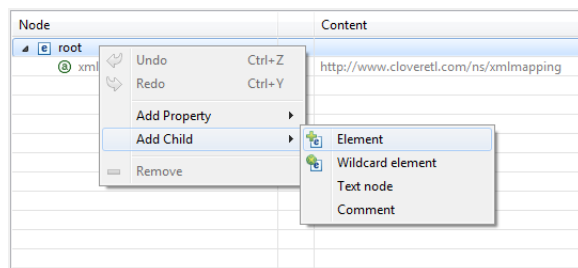 Node Content
e root
a xml http://www.cloveretl.com/ns/xmlmapping
Undo Ctrl+Z
Redo Ctrl+Y
Add Property
Add Child
Remove
e Element
e Wildcard element
Text node
Comment